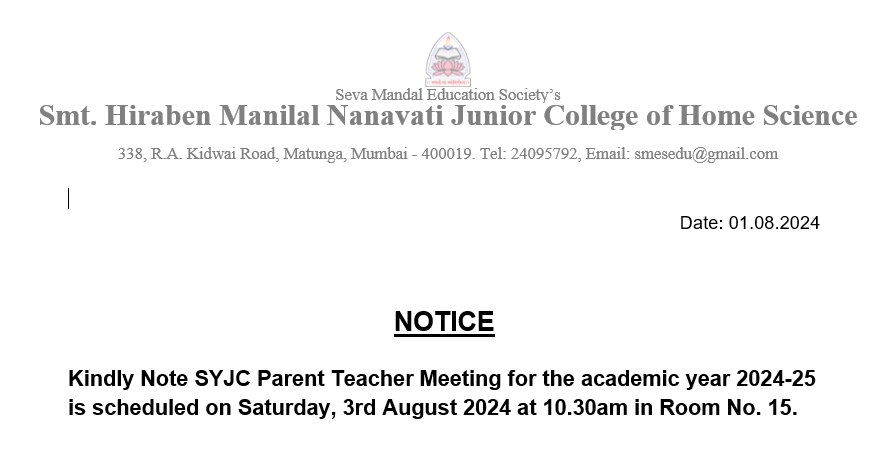 Seva Mandal Education Society's
Smt. Hiraben Manilal Nanavati Junior College of Home Science
338, R.A. Kidwai Road, Matunga, Mumbai - 400019. Tel: 24095792, Email: smesedu@gmail.com
Date: 01.08.2024
NOTICE
Kindly Note SYJC Parent Teacher Meeting for the academic year 2024-25
is scheduled on Saturday, 3rd August 2024 at 10.30am in Room No. 15.